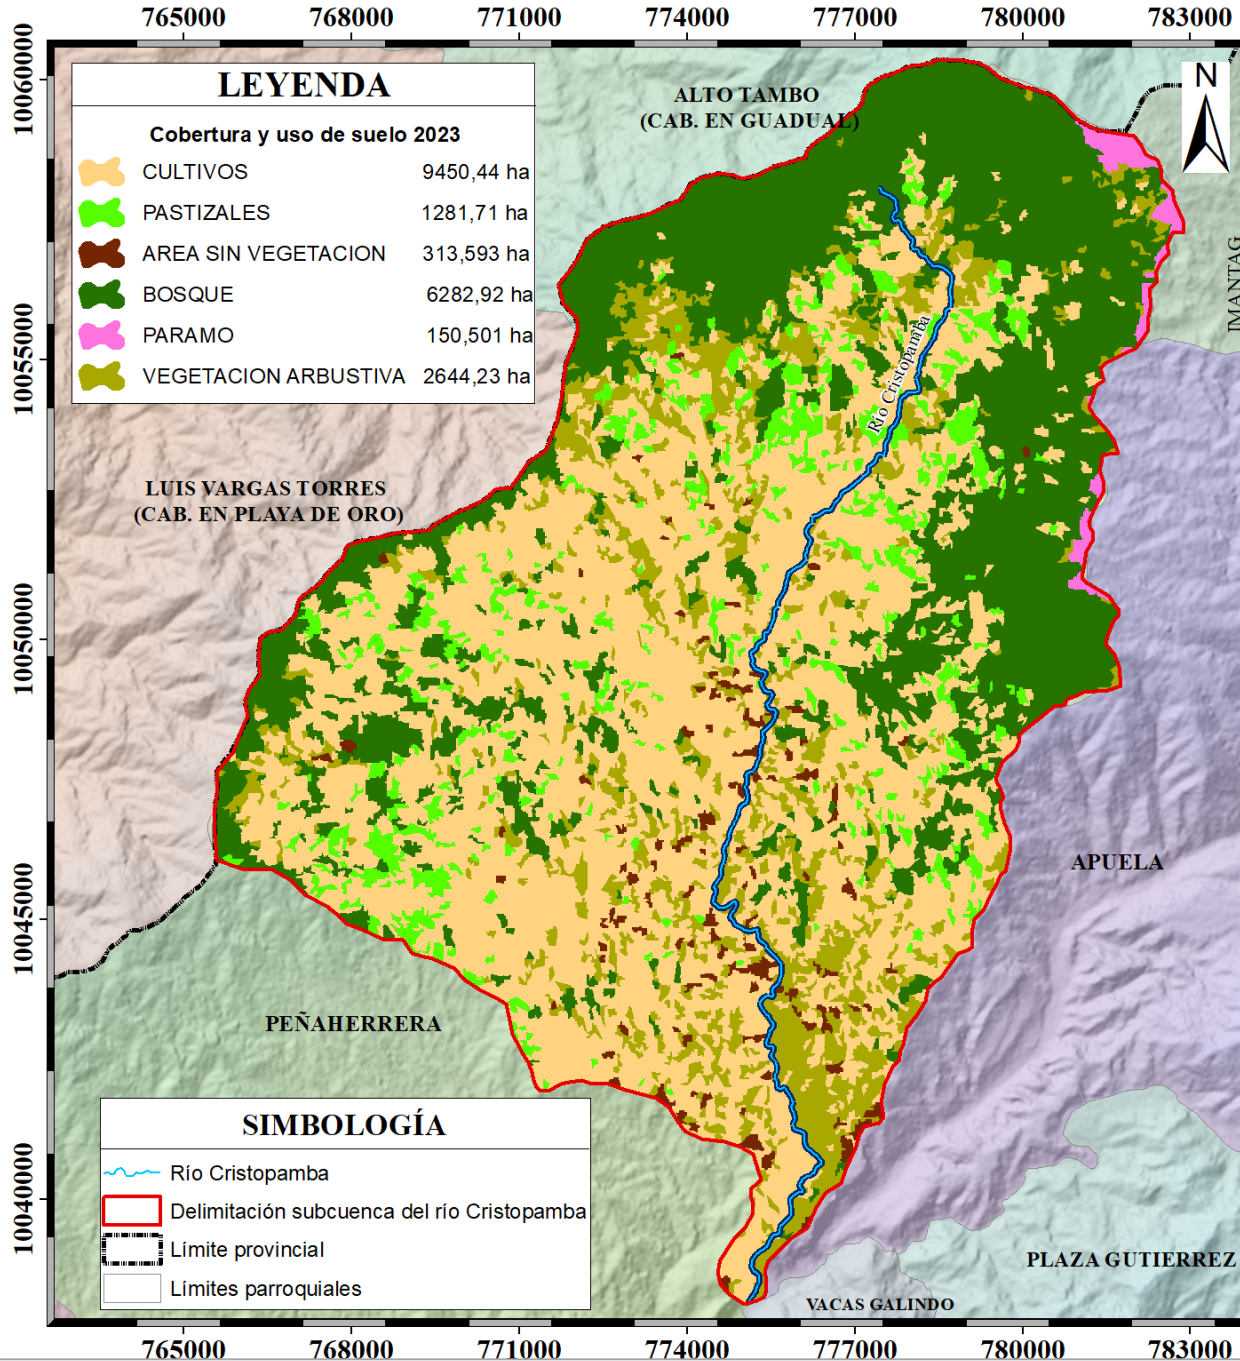 765000 768000 771000 774000 777000 780000 783000
10060000
10055000
10050000
10045000
10040000
LEYENDA
Cobertura y uso de suelo 2023
CULTIVOS 9450,44 ha
PASTIZALES 1281,71 ha
AREA SIN VEGETACION 313,593 ha
BOSQUE 6282,92 ha
PARAMO 150,501 ha
VEGETACION ARBUSTIVA 2644,23 ha
ALTO TAMBO
(CAB. EN GUADUAL)
N
IMANTAG
Río Cristopamba
LUIS VARGAS TORRES
(CAB. EN PLAYA DE ORO)
APUELA
PEÑAHERRERA
SIMBOLOGÍA
Río Cristopamba
Delimitación subcuenca del río Cristopamba
Límite provincial
Límites parroquiales
PLAZA GUTIERREZ
VACAS GALINDO
765000 768000 771000 774000 777000 780000 783000